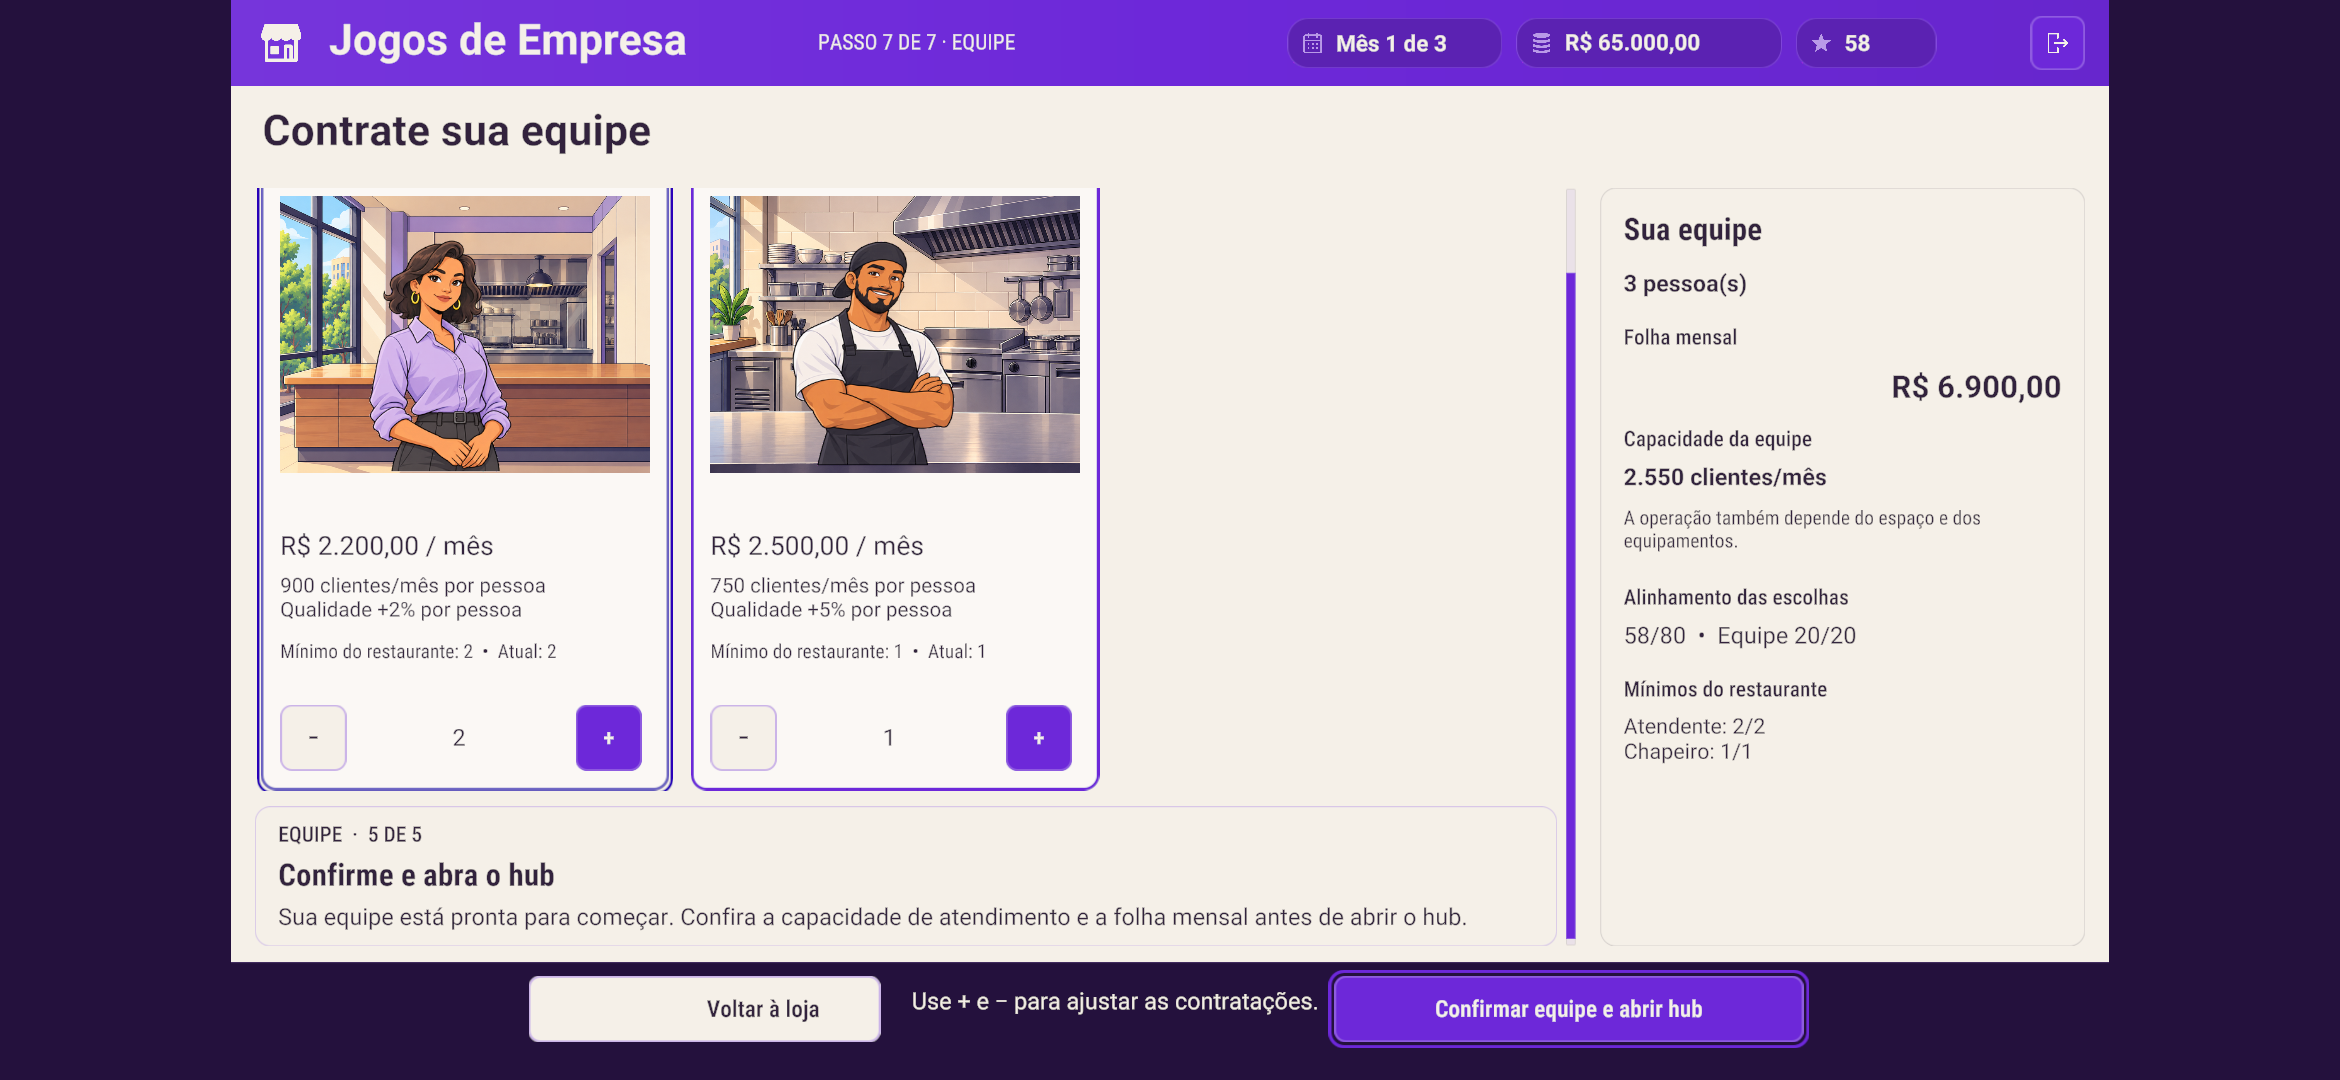 Jogos de Empresa
PASSO 7 DE 7 · EQUIPE
Mês 1 de 3
R$ 65.000,00
58
Contrate sua equipe
R$ 2.200,00 / mês
900 clientes/mês por pessoa
Qualidade +2% por pessoa
Mínimo do restaurante: 2 • Atual: 2
-
2
+
R$ 2.500,00 / mês
750 clientes/mês por pessoa
Qualidade +5% por pessoa
Mínimo do restaurante: 1 • Atual: 1
-
1
+
EQUIPE · 5 DE 5
Confirme e abra o hub
Sua equipe está pronta para começar. Confira a capacidade de atendimento e a folha mensal antes de abrir o hub.
Sua equipe
3 pessoa(s)
Folha mensal
R$ 6.900,00
Capacidade da equipe
2.550 clientes/mês
A operação também depende do espaço e dos
equipamentos.
Alinhamento das escolhas
58/80 • Equipe 20/20
Mínimos do restaurante
Atendente: 2/2
Chapeiro: 1/1
Voltar à loja
Use + e − para ajustar as contratações.
Confirmar equipe e abrir hub